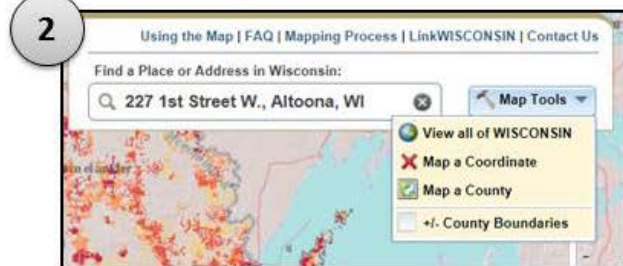 2
Using the Map | FAQ | Mapping Process | LinkWISCONSIN | Contact Us
Find a Place or Address in Wisconsin:
227 1st Street W., Altoona, WI
Map Tools
View all of WISCONSIN
Map a Coordinate
Map a County
+/- County Boundaries